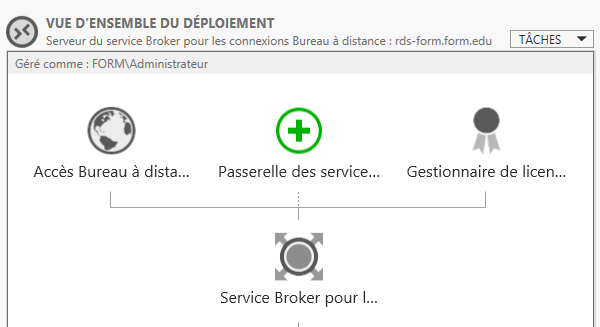 VUE D’ENSEMBLE DU DÉPLOIEMENT
Serveur du service Broker pour les connexions Bureau à distance : rds-form.form.edu
TÂCHES
Géré comme : FORM\Administrateur
Accès Bureau à dista...
Passerelle des service...
Gestionnaire de licen...
Service Broker pour l...